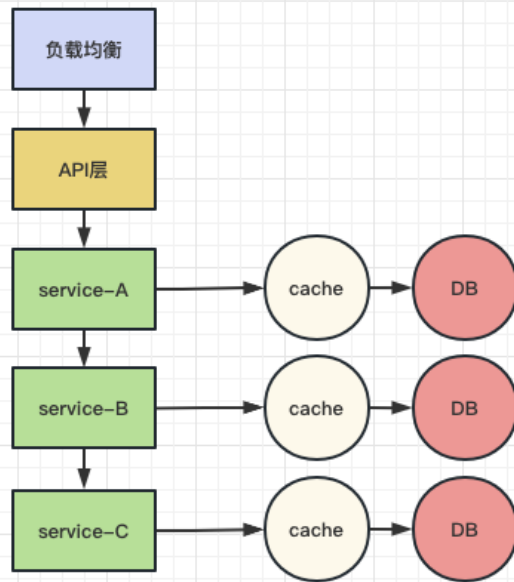 负载均衡
API层
service-A
cache
DB
service-B
cache
DB
service-C
cache
DB